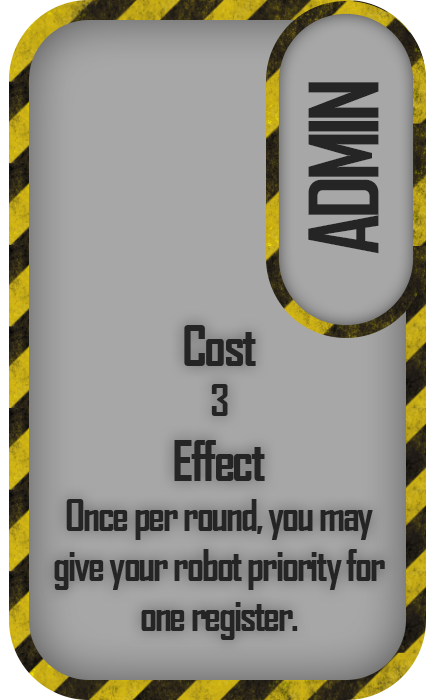 ADMIN
Cost
3
Effect
Once per round, you may
give your robot priority for
one register.